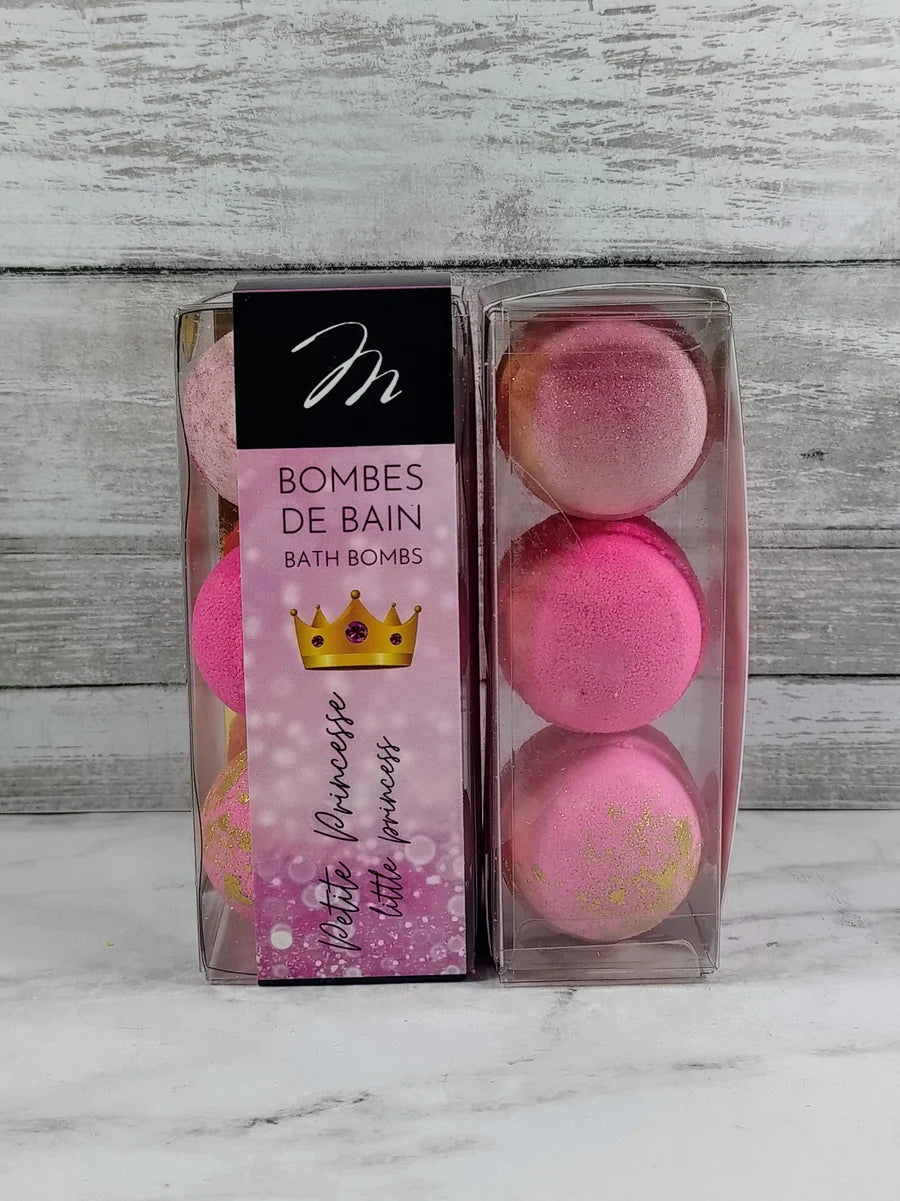 M
BOMBES
DE BAIN
BATH BOMBS
Petite Princesse
little princess